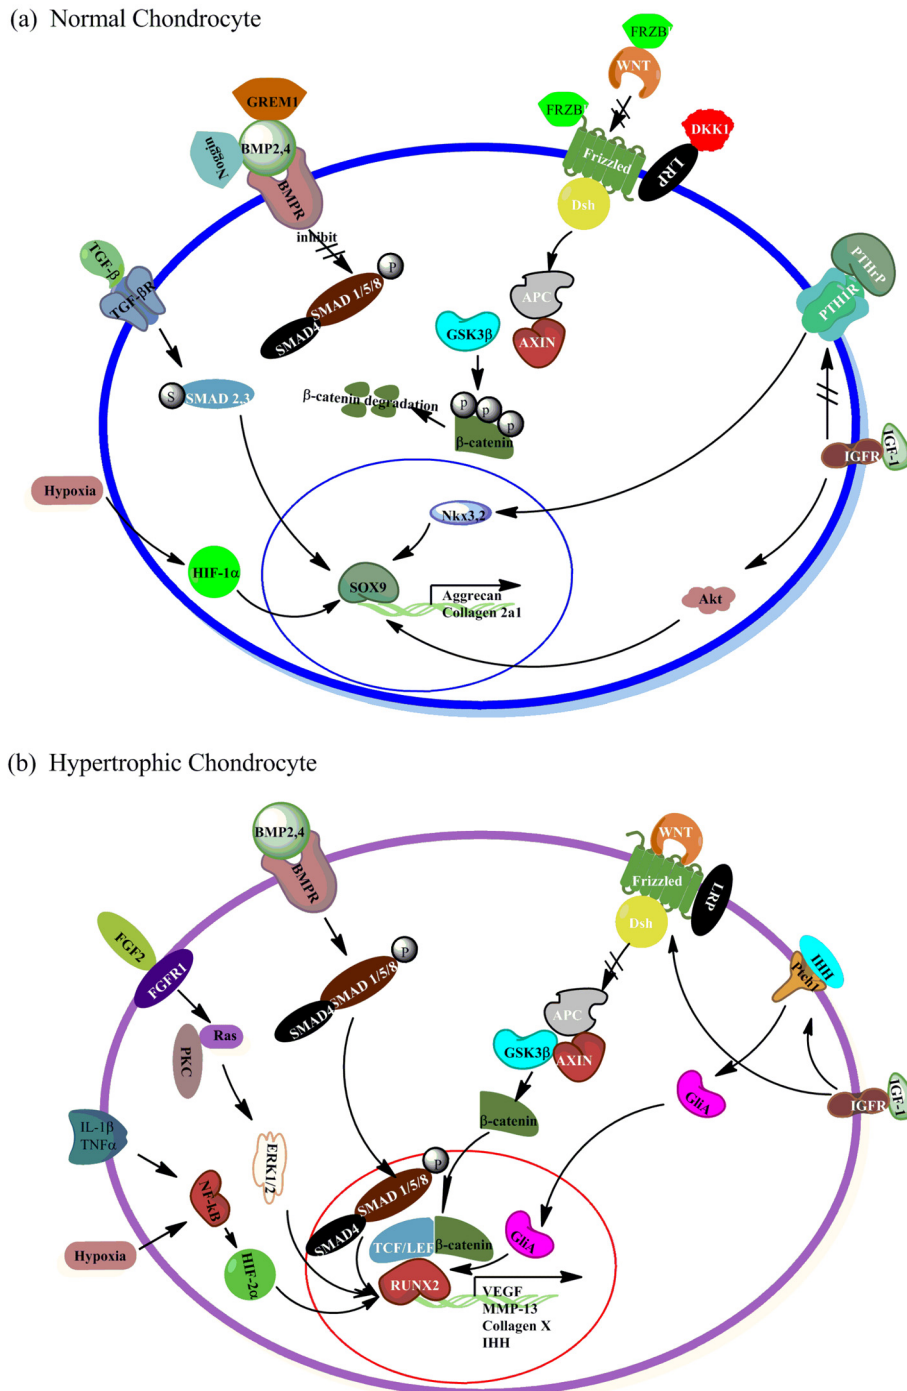 (a) Normal Chondrocyte
FRZB
WNT
GREM1
BMP2,4
Noggin
BMPR
FRZB
DKK1
Frizzled
LRP
Dsh
inhibit
P
SMAD 1/5/8
SMAD4
TGF-β
TGF-βR
PTHrP
PTH1R
APC
GSK3β
AXIN
S
SMAD 2,3
β-catenin degradation
p
p
p
β-catenin
IGFR
IGF-1
Hypoxia
Nkx3,2
HIF-1α
SOX9
Aggrecan
Collagen 2a1
Akt
(b) Hypertrophic Chondrocyte
BMP2,4
BMPR
WNT
Frizzled
LRP
Dsh
FGF2
FGFR1
P
SMAD 1/5/8
SMAD4
IHH
Ptch1
Ras
PKC
APC
GSK3β
AXIN
GliA
IGFR
IGF-1
β-catenin
IL-1β
TNFα
ERK1/2
P
SMAD 1/5/8
SMAD4
NF-kB
TCF/LEF
β-catenin
GliA
Hypoxia
HIF-2α
RUNX2
VEGF
MMP-13
Collagen X
IHH